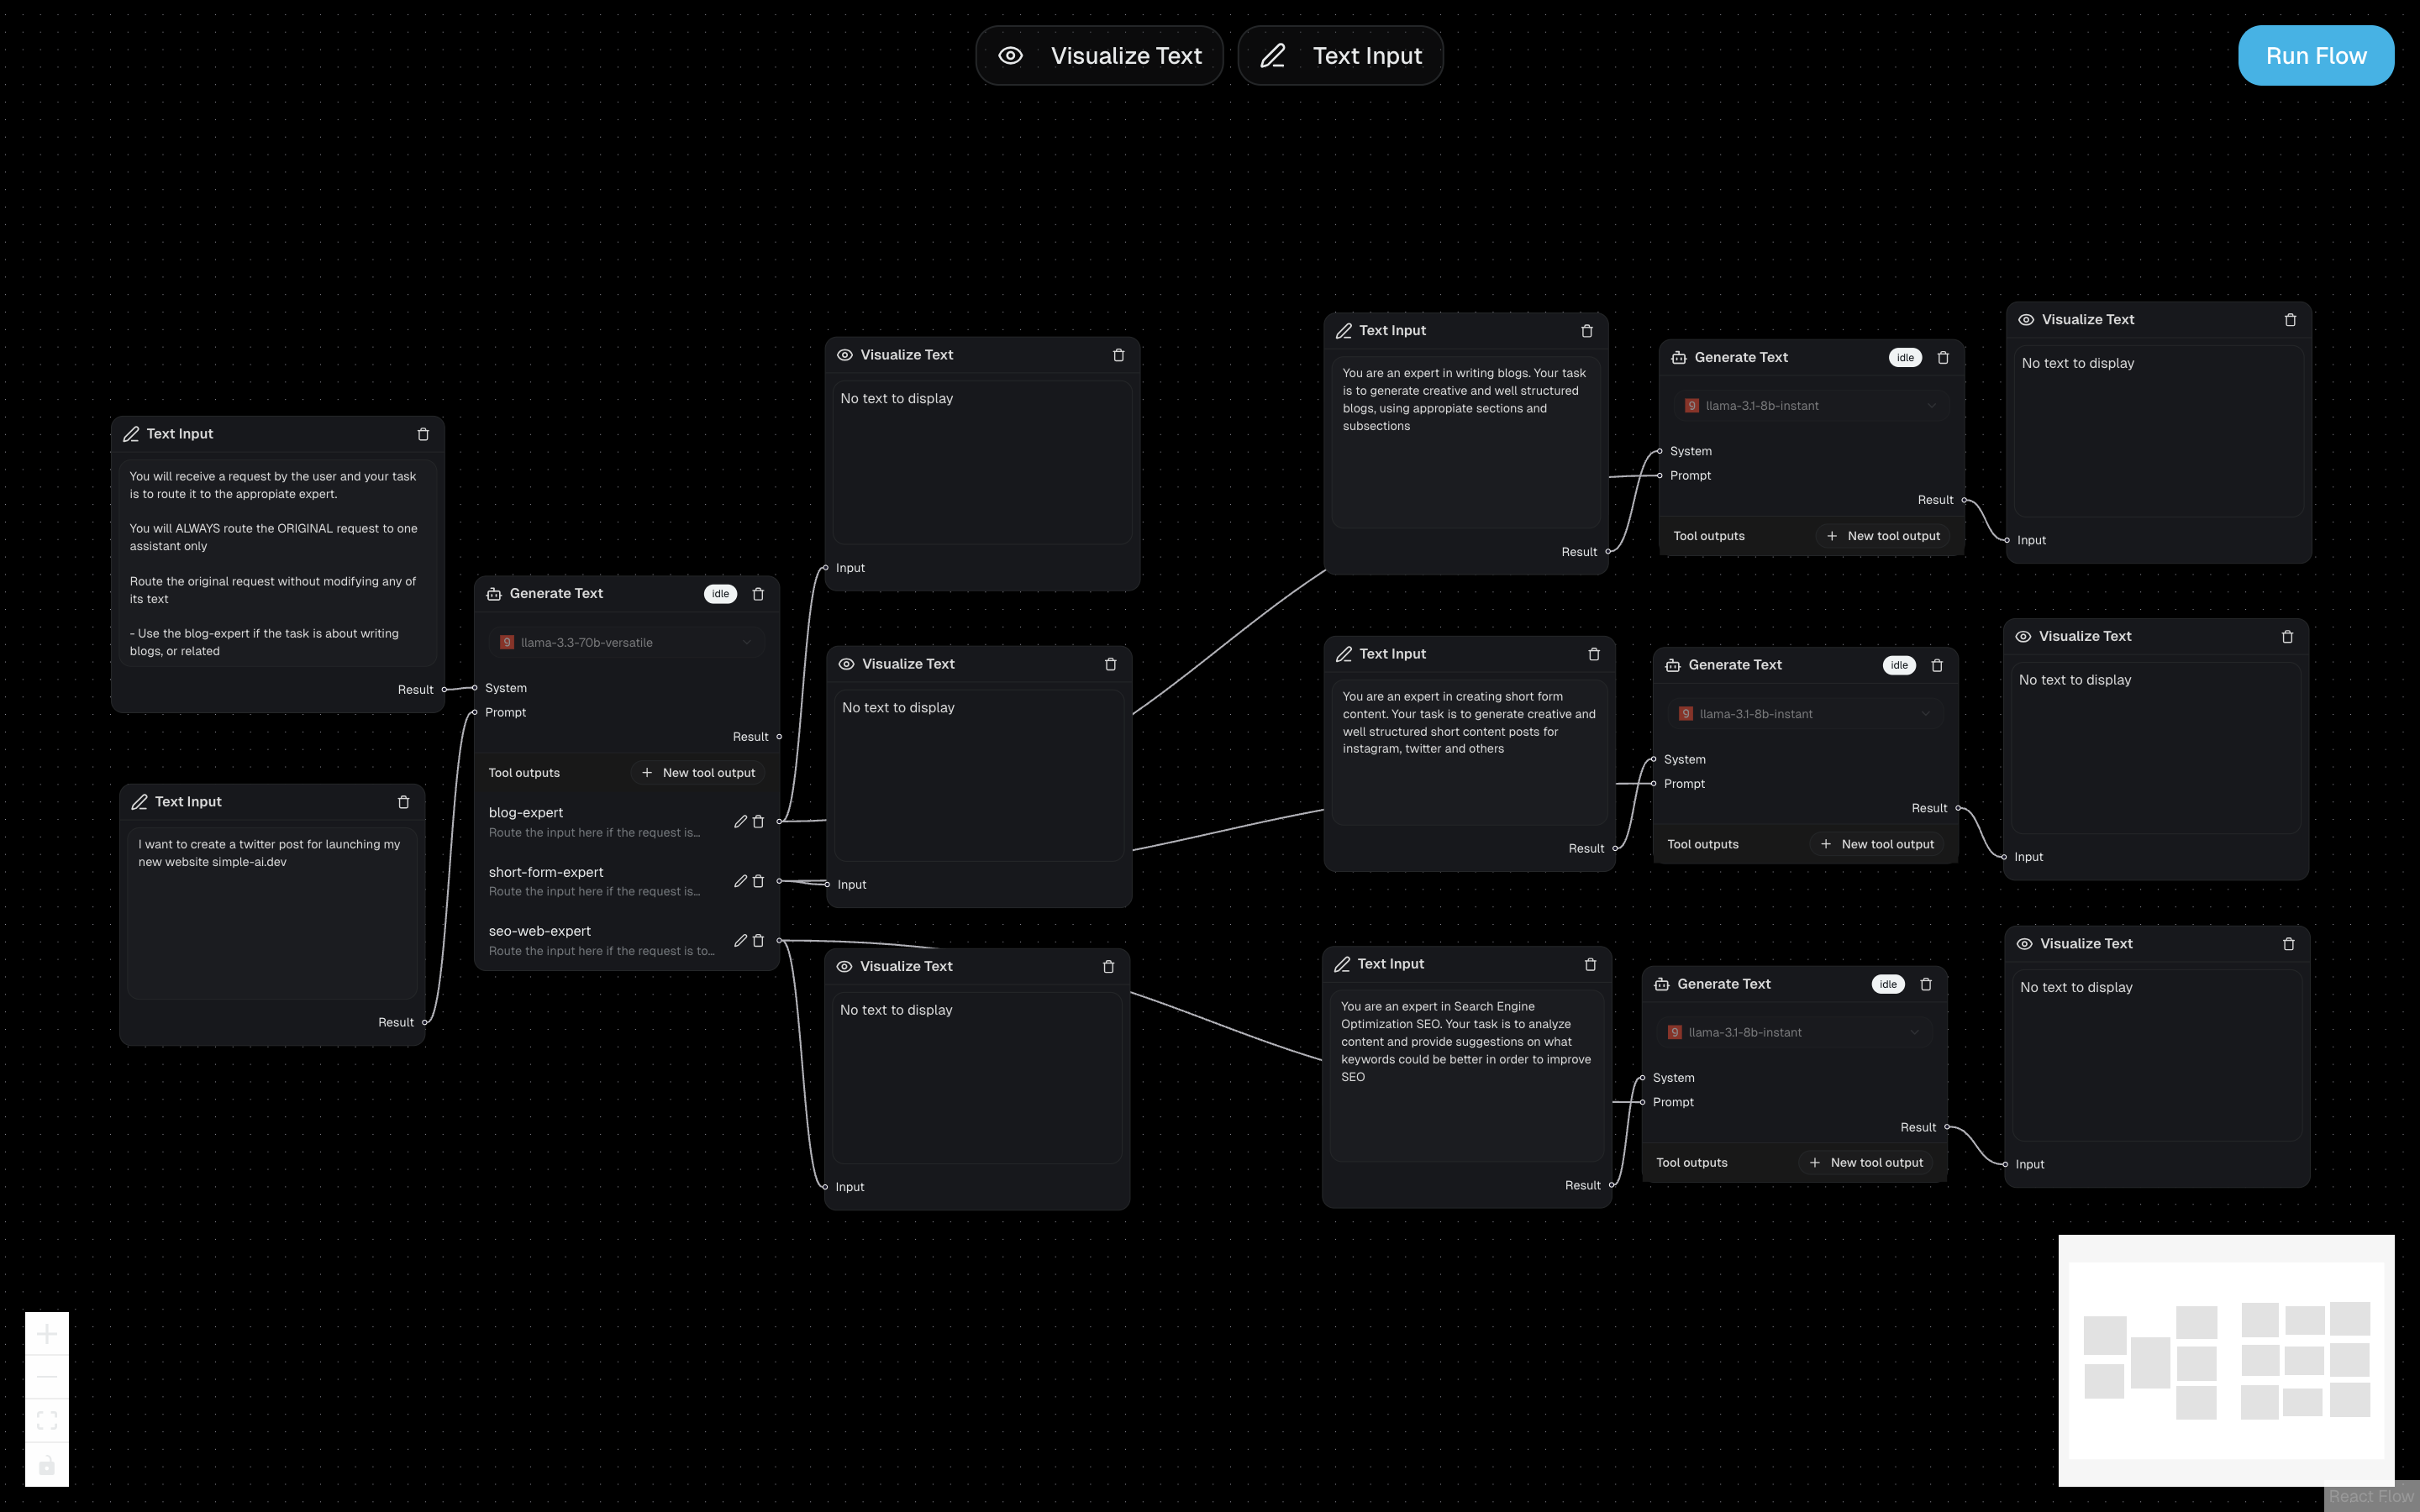 Visualize Text
Text Input
Run Flow
Text Input
You will receive a request by the user and your task
is to route it to the appropiate expert.
You will ALWAYS route the ORIGINAL request to one
assistant only
Route the original request without modifying any of
its text
- Use the blog-expert if the task is about writing
blogs, or related
Result
Text Input
I want to create a twitter post for launching my
new website simple-ai.dev
Result
Generate Text
idle
llama-3.3-70b-versatile
System
Prompt
Result
Tool outputs
New tool output
blog-expert
Route the input here if the request is...
short-form-expert
Route the input here if the request is...
seo-web-expert
Route the input here if the request is to...
Visualize Text
No text to display
Input
Visualize Text
No text to display
Input
Visualize Text
No text to display
Input
Text Input
You are an expert in writing blogs. Your task
is to generate creative and well structured
blogs, using appropiate sections and
subsections
Result
Generate Text
idle
llama-3.1-8b-instant
System
Prompt
Result
Tool outputs
New tool output
Visualize Text
No text to display
Input
Text Input
You are an expert in creating short form
content. Your task is to generate creative and
well structured short content posts for
instagram, twitter and others
Result
Generate Text
idle
llama-3.1-8b-instant
System
Prompt
Result
Tool outputs
New tool output
Visualize Text
No text to display
Input
Text Input
You are an expert in Search Engine
Optimization SEO. Your task is to analyze
content and provide suggestions on what
keywords could be better in order to improve
SEO
Result
Generate Text
idle
llama-3.1-8b-instant
System
Prompt
Result
Tool outputs
New tool output
Visualize Text
No text to display
Input
React Flow